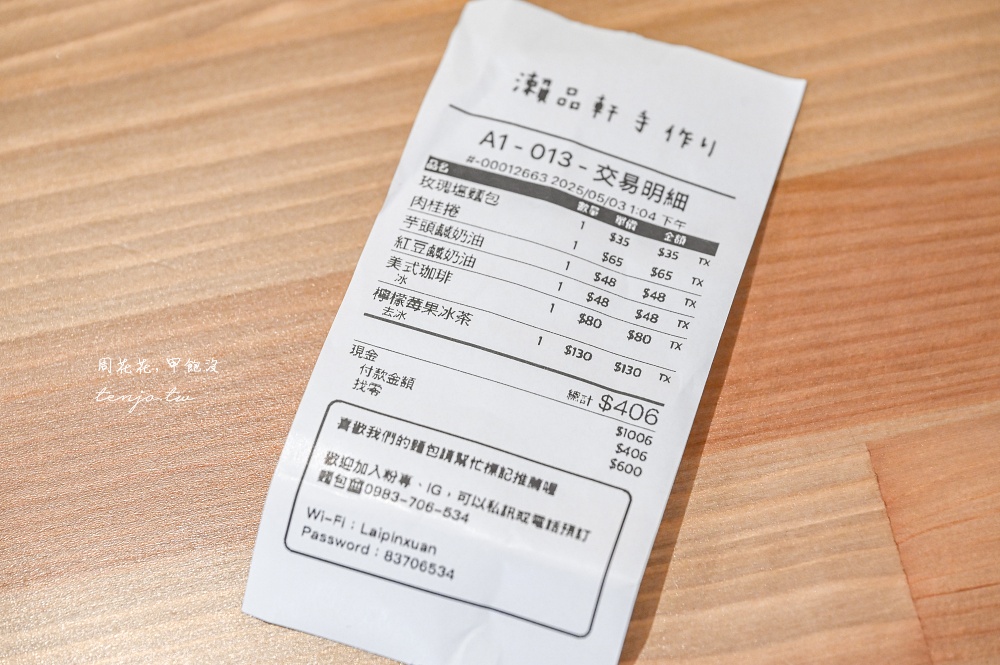 瀨品軒手作り
A1-013-交易明細
#-00012663 2025/05/03 1:04 下午
品名 數量 單價 金額
玫瑰塩麵包 1 $35 $35 TX
肉桂捲 1 $65 $65 TX
芋頭鹹奶油 1 $48 $48 TX
紅豆鹹奶油 1 $48 $48 TX
美式咖啡 1 $80 $80 TX
冰
檸檬莓果冰茶 1 $130 $130 TX
去冰
總計 $406
現金 $1006
付款金額 $406
找零 $600
喜歡我們的麵包請幫忙標記推薦喔
歡迎加入粉專、IG,可以私訊或電話預訂
麵包 0983-706-534
Wi-Fi:Laipinxuan
Password:83706534
周花花,甲飽沒
tenjo.tw